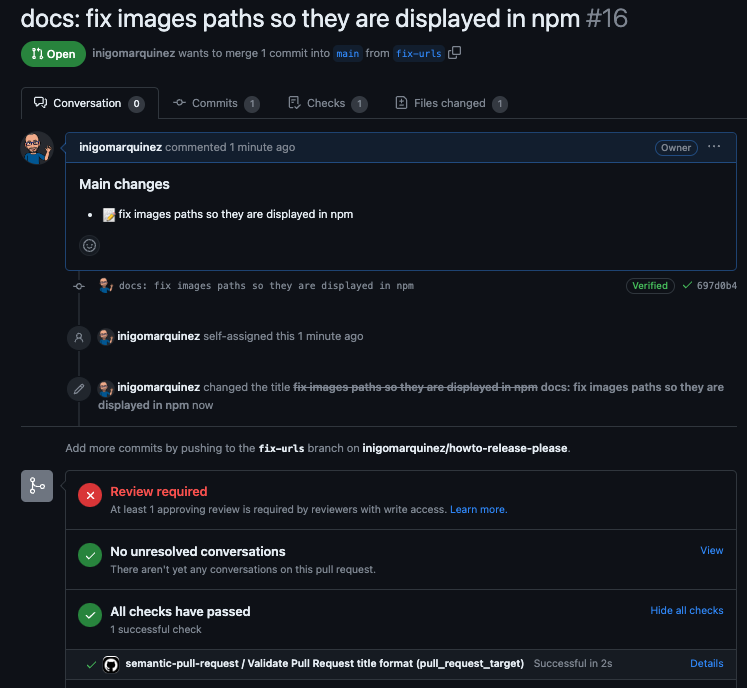 docs: fix images paths so they are displayed in npm #16
Open inigomarquinez wants to merge 1 commit into main from fix-urls
Conversation 0 Commits 1 Checks 1 Files changed 1
inigomarquinez commented 1 minute ago Owner ...
Main changes
• 📝 fix images paths so they are displayed in npm
docs: fix images paths so they are displayed in npm Verified 697d0b4
inigomarquinez self-assigned this 1 minute ago
inigomarquinez changed the title fix images paths so they are displayed in npm docs: fix images paths so they are
displayed in npm now
Add more commits by pushing to the fix-urls branch on inigomarquinez/howto-release-please.
Review required
At least 1 approving review is required by reviewers with write access. Learn more.
No unresolved conversations View
There aren't yet any conversations on this pull request.
All checks have passed Hide all checks
1 successful check
semantic-pull-request / Validate Pull Request title format (pull_request_target) Successful in 2s Details